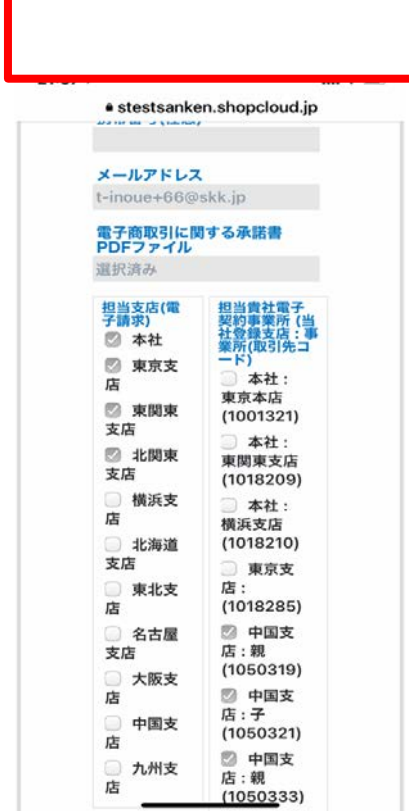 stestsanken.shopcloud.jp
メールアドレス
t-inoue+66@skk.jp
電子商取引に関する承諾書
PDFファイル
選択済み
担当支店(電
子請求)
本社
東京支
店
東関東
支店
北関東
支店
横浜支
店
北海道
支店
東北支
店
名古屋
支店
大阪支
店
中国支
店
九州支
店
担当貴社電子
契約事業所 (当
社登録支店:事
業所(取引先コ
ード)
本社:
東京本店
(1001321)
本社:
東関東支店
(1018209)
本社:
横浜支店
(1018210)
東京支
店:
(1018285)
中国支
店:親
(1050319)
中国支
店:子
(1050321)
中国支
店:親
(1050333)